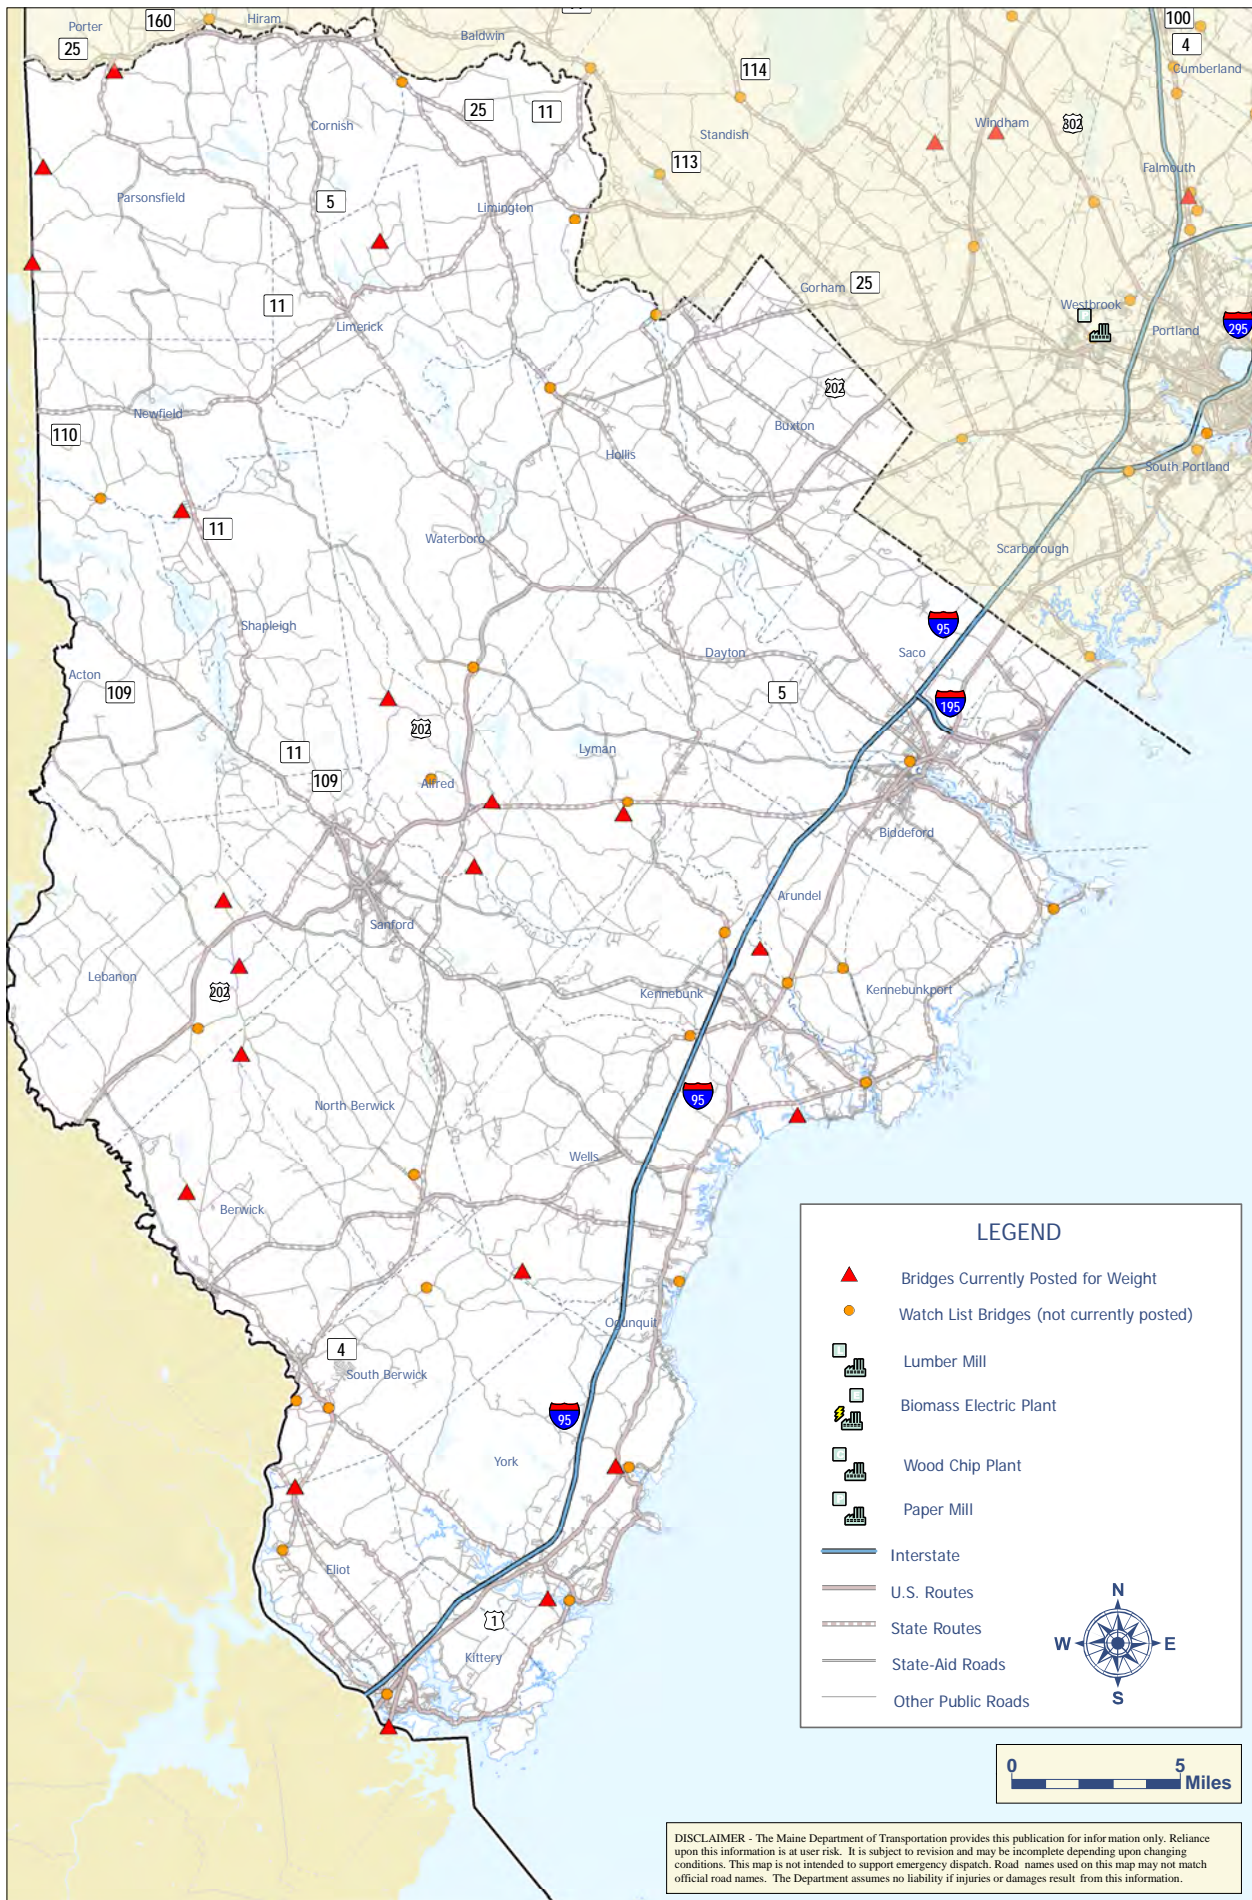 Porter
160
Hiram
25
Baldwin
11
100
4
Cumberland
114
25
11
Cornish
Standish
Windham
302
113
Falmouth
Parsonsfield
5
Limington
11
Limerick
Gorham
25
Westbrook
Portland
295
202
Newfield
110
Buxton
Hollis
South Portland
11
Waterboro
Scarborough
Shapleigh
95
Dayton
Saco
Acton
109
5
195
202
11
Lyman
109
Alfred
Biddeford
Arundel
Sanford
Lebanon
202
Kennebunk
Kennebunkport
95
North Berwick
Wells
Berwick
Ogunquit
4
South Berwick
95
York
Eliot
1
Kittery
LEGEND
Bridges Currently Posted for Weight
Watch List Bridges (not currently posted)
Lumber Mill
Biomass Electric Plant
Wood Chip Plant
Paper Mill
Interstate
U.S. Routes
State Routes
State-Aid Roads
Other Public Roads
N
W E
S
0 5
Miles
DISCLAIMER - The Maine Department of Transportation provides this publication for information only. Reliance
upon this information is at user risk. It is subject to revision and may be incomplete depending upon changing
conditions. This map is not intended to support emergency dispatch. Road names used on this map may not match
official road names. The Department assumes no liability if injuries or damages result from this information.